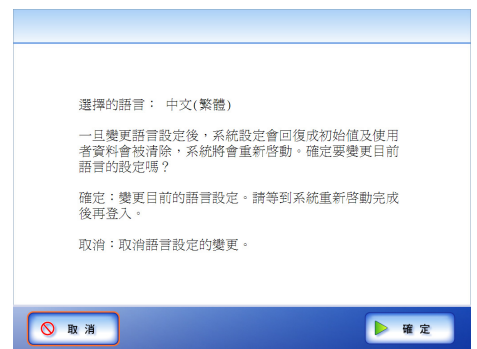 選擇的語言： 中文(繁體)
一旦變更語言設定後，系統設定會回復成初始值及使用
者資料會被清除，系統將會重新啓動。確定要變更目前
語言的設定嗎？
確定：變更目前的語言設定。請等到系統重新啓動完成
後再登入。
取消：取消語言設定的變更。
取 消
確 定